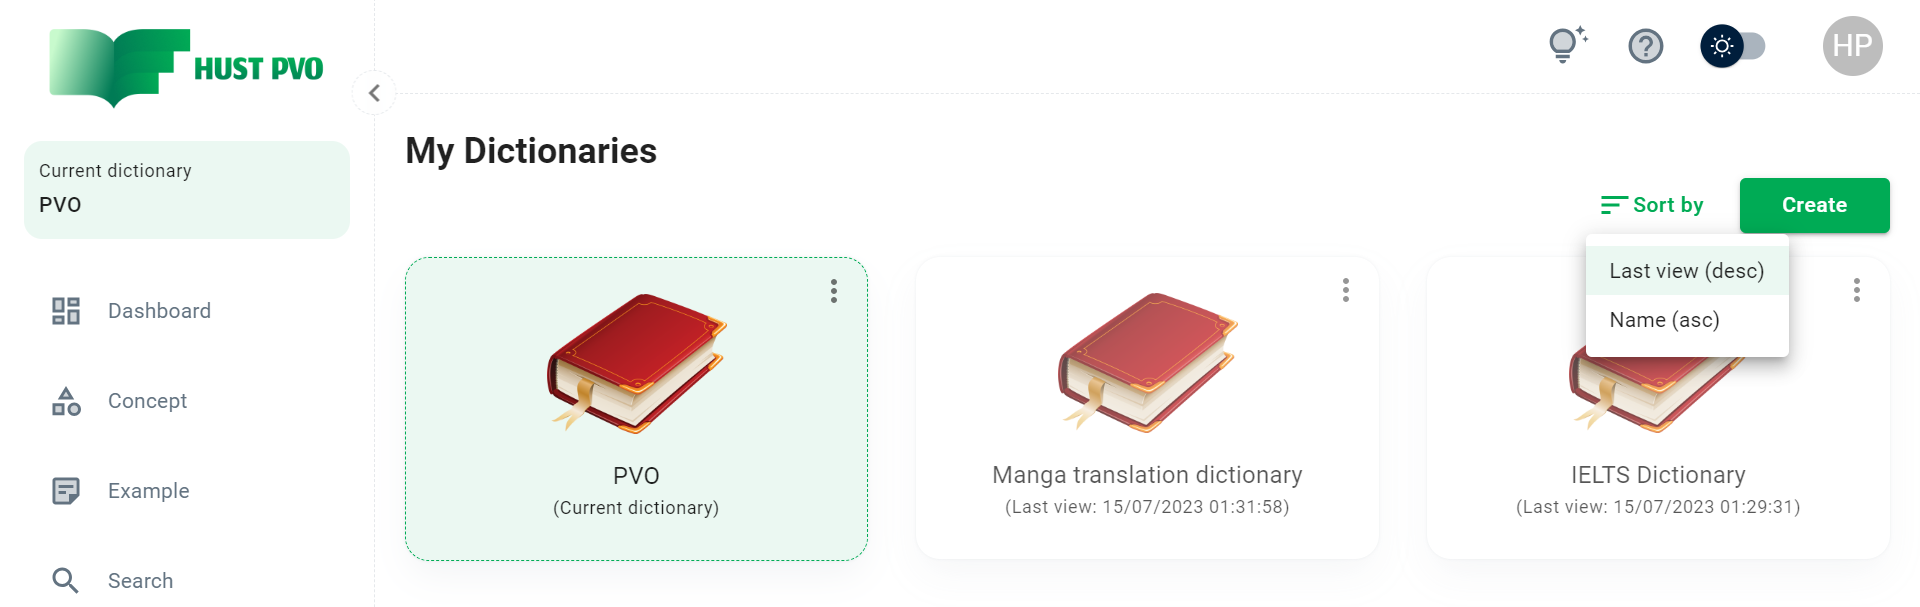 HUST PVO
HP
Current dictionary
PVO
Dashboard
Concept
Example
Search
My Dictionaries
Sort by
Create
Last view (desc)
Name (asc)
PVO
(Current dictionary)
Manga translation dictionary
(Last view: 15/07/2023 01:31:58)
IELTS Dictionary
(Last view: 15/07/2023 01:29:31)